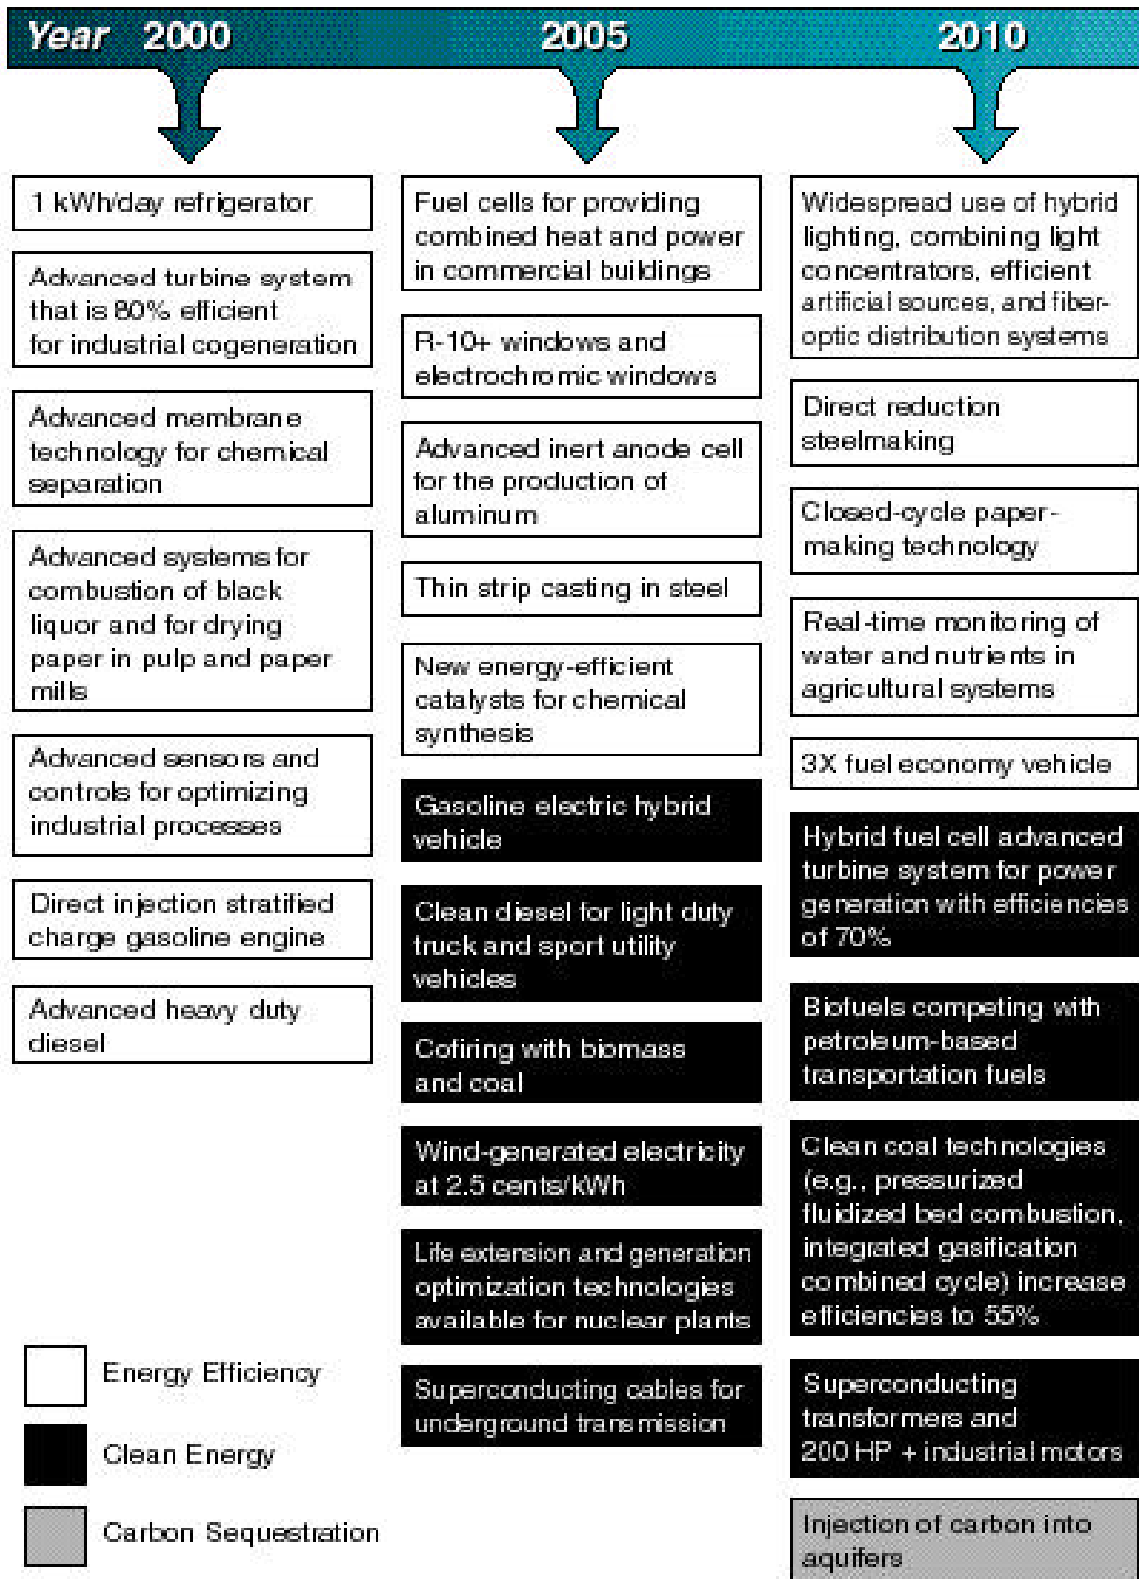 Year 2000 2005 2010
1 kWh/day refrigerator
Advanced turbine system
that is 80% efficient
for industrial cogeneration
Advanced membrane
technology for chemical
separation
Advanced systems for
combustion of black
liquor and for drying
paper in pulp and paper
mills
Advanced sensors and
controls for optimizing
industrial processes
Direct injection stratified
charge gasoline engine
Advanced heavy duty
diesel
Fuel cells for providing
combined heat and power
in commercial buildings
R-10+ windows and
electrochromic windows
Advanced inert anode cell
for the production of
aluminum
Thin strip casting in steel
New energy-efficient
catalysts for chemical
synthesis
Gasoline electric hybrid
vehicle
Clean diesel for light duty
truck and sport utility
vehicles
Cofiring with biomass
and coal
Wind-generated electricity
at 2.5 cents/kWh
Life extension and generation
optimization technologies
available for nuclear plants
Superconducting cables for
underground transmission
Widespread use of hybrid
lighting, combining light
concentrators, efficient
artificial sources, and fiber-
optic distribution systems
Direct reduction
steelmaking
Closed-cycle paper-
making technology
Real-time monitoring of
water and nutrients in
agricultural systems
3X fuel economy vehicle
Hybrid fuel cell advanced
turbine system for power
generation with efficiencies
of 70%
Biofuels competing with
petroleum-based
transportation fuels
Clean coal technologies
(e.g., pressurized
fluidized bed combustion,
integrated gasification
combined cycle) increase
efficiencies to 55%
Superconducting
transformers and
200 HP + industrial motors
Injection of carbon into
aquifers
Energy Efficiency
Clean Energy
Carbon Sequestration